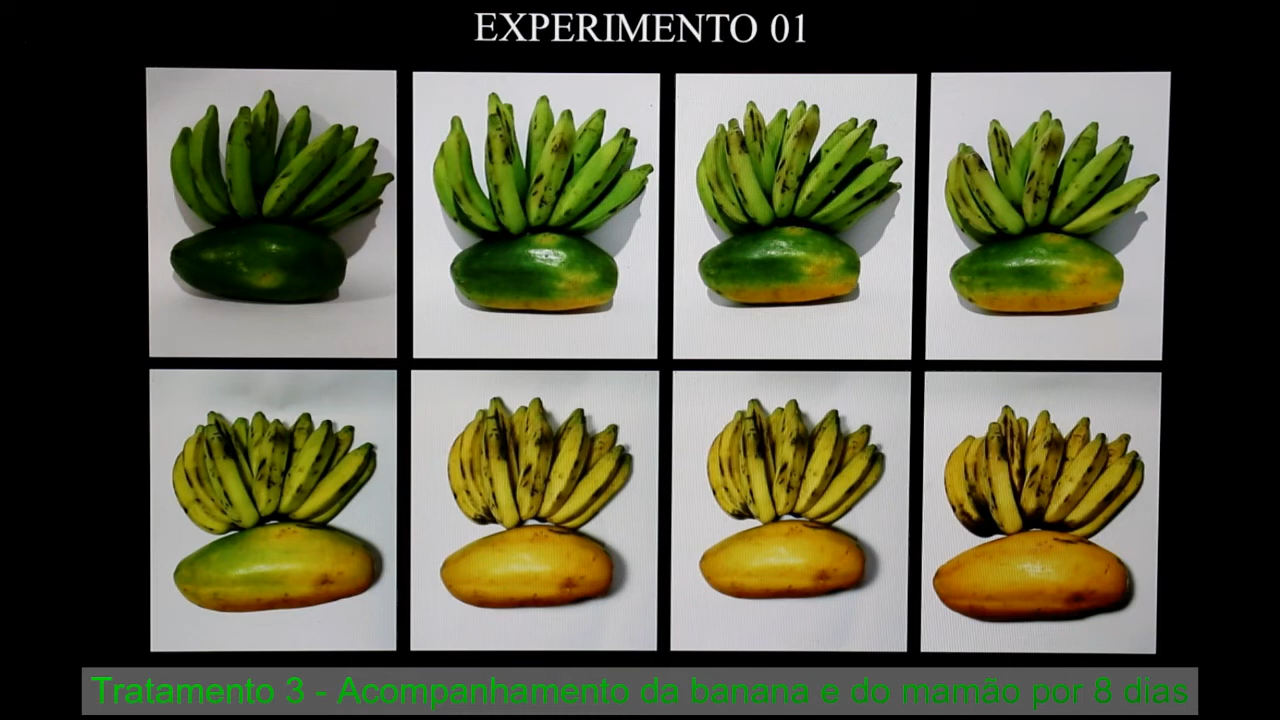 EXPERIMENTO 01
Tratamento 3 - Acompanhamento da banana e do mamão por 8 dias